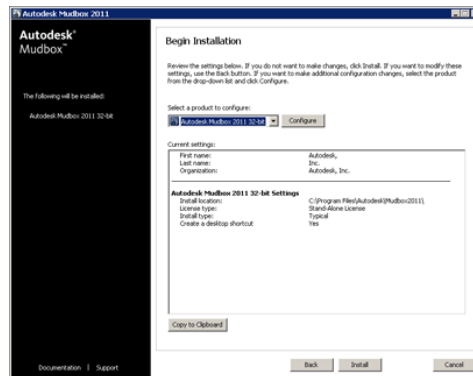 Autodesk Mudbox 2011
Autodesk®
Mudbox™
The following will be installed:
Autodesk Mudbox 2011 32-bit
Documentation | Support
Begin Installation
Review the settings below. If you do not want to make changes, click Install. If you want to modify these
settings, use the Back button. If you want to make additional configuration changes, select the product
from the drop-down list and click Configure.
Select a product to configure:
Autodesk Mudbox 2011 32-bit Configure
Current settings:
First name: Autodesk,
Last name: Inc.
Organization: Autodesk, Inc.
Autodesk Mudbox 2011 32-bit Settings
Install location: C:\Program Files\Autodesk\Mudbox2011\
License type: Stand-Alone License
Install type: Typical
Create a desktop shortcut Yes
Copy to Clipboard
Back Install Cancel